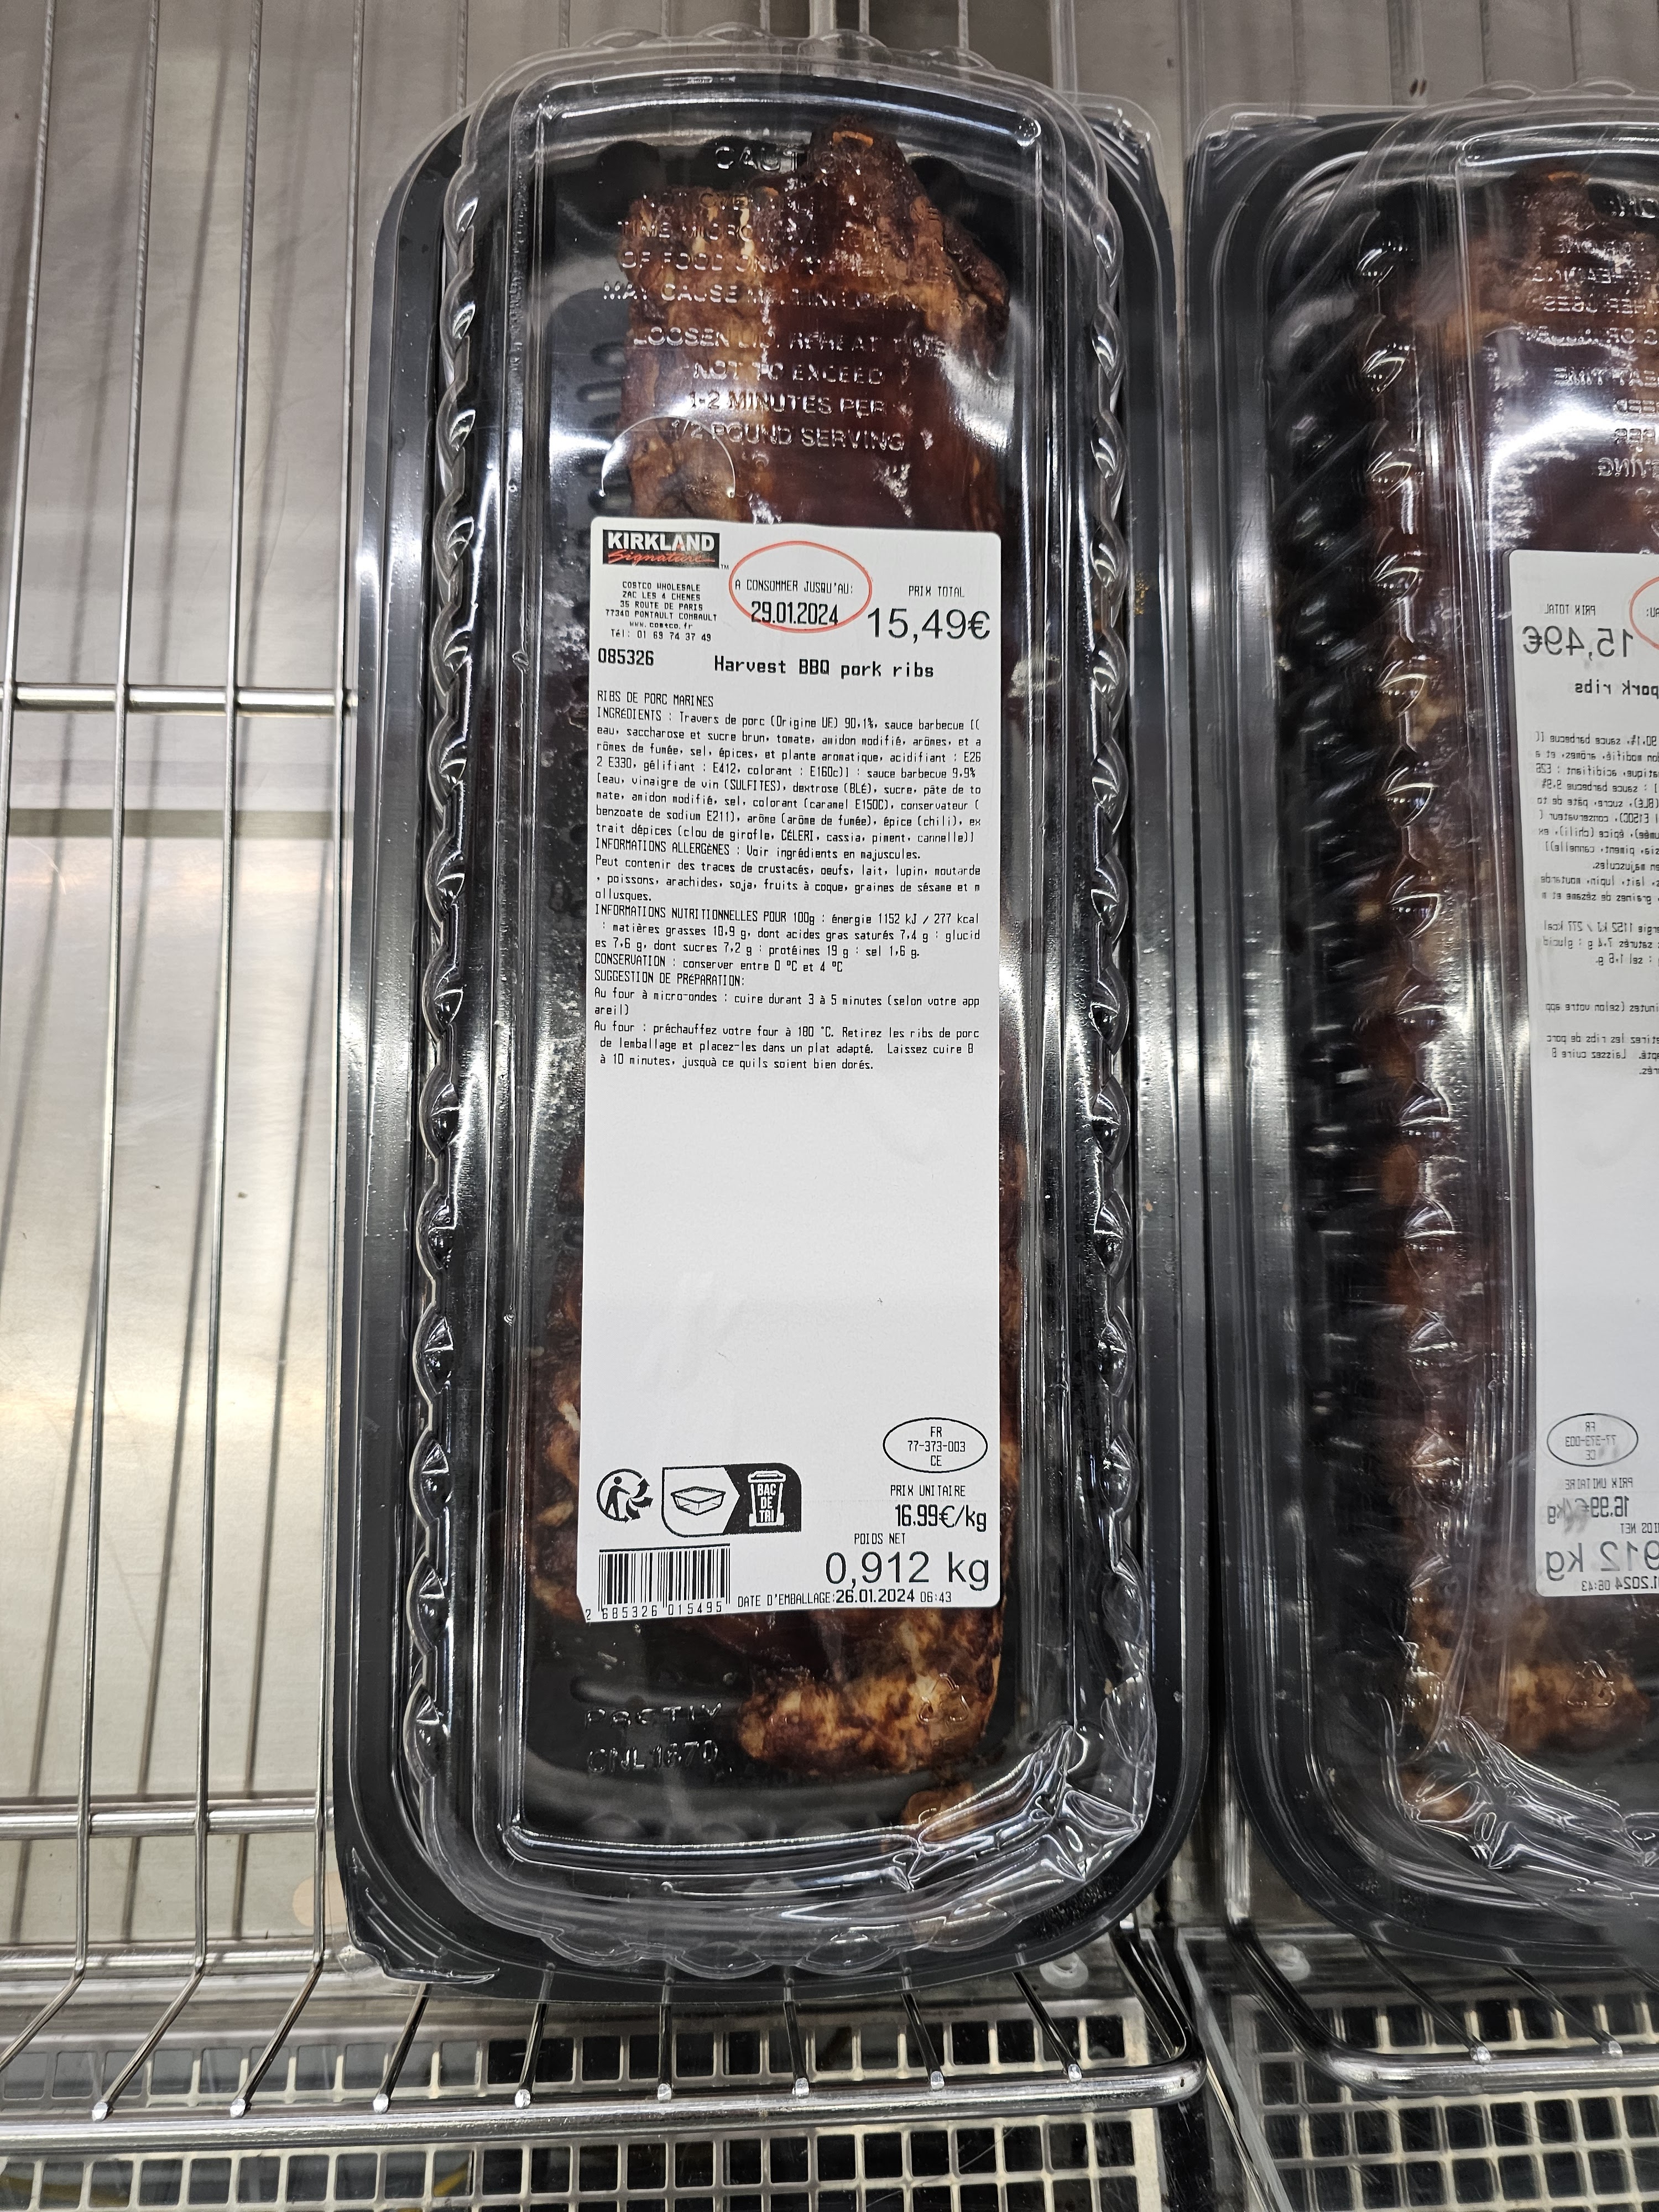 CAUTION
LOOSEN LID. REHEAT TIME
NOT TO EXCEED
1-2 MINUTES PER
1/2 POUND SERVING
KIRKLAND
Signature
TM
COSTCO WHOLESALE
ZAC LES 4 CHENES
35 ROUTE DE PARIS
77340 PONTAULT COMBAULT
www.costco.fr
Tél: 01 69 74 37 49
A CONSOMMER JUSQU'AU:
29.01.2024
PRIX TOTAL
15,49€
085326
Harvest BBQ pork ribs
RIBS DE PORC MARINES
INGRÉDIENTS : Travers de porc (Origine UE) 90,1%, sauce barbecue [(
eau, saccharose et sucre brun, tomate, amidon modifié, arômes, et a
rômes de fumée, sel, épices, et plante aromatique, acidifiant : E26
2 E330, gélifiant : E412, colorant : E160c)] : sauce barbecue 9,9%
[eau, vinaigre de vin (SULFITES), dextrose (BLÉ), sucre, pâte de to
mate, amidon modifié, sel, colorant (caramel E150C), conservateur (
benzoate de sodium E211), arôme (arôme de fumée), épice (chili), ex
trait dépices (clou de girofle, CÉLERI, cassia, piment, cannelle)]
INFORMATIONS ALLERGÈNES : Voir ingrédients en majuscules.
Peut contenir des traces de crustacés, oeufs, lait, lupin, moutarde
, poissons, arachides, soja, fruits à coque, graines de sésame et m
ollusques.
INFORMATIONS NUTRITIONNELLES POUR 100g : énergie 1152 kJ / 277 kcal
: matières grasses 18,9 g, dont acides gras saturés 7,4 g : glucid
es 7,6 g, dont sucres 7,2 g : protéines 19 g : sel 1,6 g.
CONSERVATION : conserver entre 0 °C et 4 °C
SUGGESTION DE PRÉPARATION:
Au four à micro-ondes : cuire durant 3 à 5 minutes (selon votre app
areil)
Au four : préchauffez votre four à 180 °C. Retirez les ribs de porc
de lemballage et placez-les dans un plat adapté. Laissez cuire 8
à 10 minutes, jusquà ce quils soient bien dorés.
FR
77-373-003
CE
BAC
DE
TRI
PRIX UNITAIRE
16.99€/kg
POIDS NET
0,912 kg
2 685326 015495
DATE D'EMBALLAGE:26.01.2024 06:43
PACTIV
CNL1670